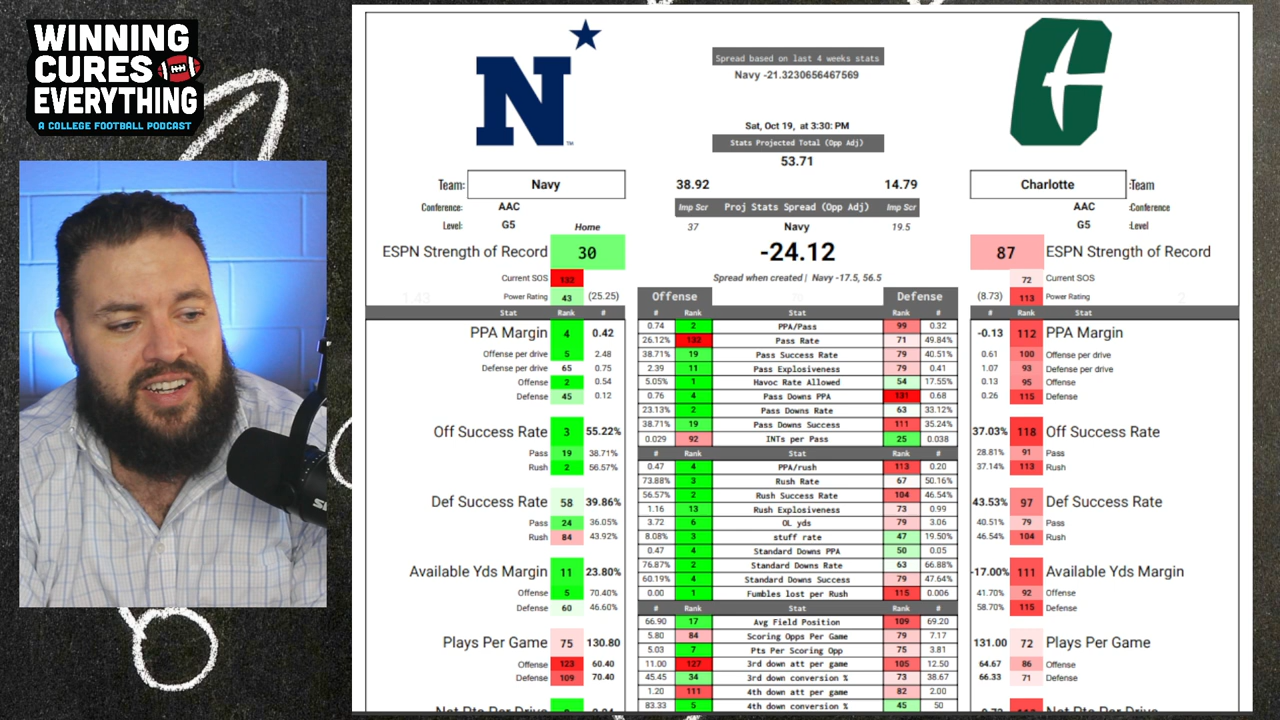 WINNING
CURES
EVERYTHING
A COLLEGE FOOTBALL PODCAST
N
TM
Spread based on last 4 weeks stats
Navy -21.3230656467569
Sat, Oct 19, at 3:30: PM
Stats Projected Total (Opp Adj)
53.71
Team: Navy 38.92 14.79 Charlotte :Team
Conference: AAC Imp Scr Proj Stats Spread (Opp Adj) Imp Scr AAC :Conference
Level: G5 Home 37 Navy 19.5 G5 :Level
ESPN Strength of Record 30 -24.12 87 ESPN Strength of Record
Current SOS 132 Spread when created | Navy -17.5, 56.5 72 Current SOS
Power Rating 43 (25.25) Offense Defense (8.73) 113 Power Rating
Stat Rank # # Rank Stat Rank # # Rank Stat
PPA Margin 4 0.42 -0.13 112 PPA Margin
Offense per drive 5 2.48 0.61 100 Offense per drive
Defense per drive 65 0.75 1.07 93 Defense per drive
Offense 2 0.54 0.13 95 Offense
Defense 45 0.12 0.26 115 Defense
Off Success Rate 3 55.22% 37.03% 118 Off Success Rate
Pass 19 38.71% 28.81% 91 Pass
Rush 2 56.57% 37.14% 113 Rush
Def Success Rate 58 39.86% 43.53% 97 Def Success Rate
Pass 24 36.05% 40.51% 79 Pass
Rush 84 43.92% 46.54% 104 Rush
Available Yds Margin 11 23.80% -17.00% 111 Available Yds Margin
Offense 5 70.40% 41.70% 92 Offense
Defense 60 46.60% 58.70% 115 Defense
Plays Per Game 75 130.80 131.00 72 Plays Per Game
Offense 123 60.40 64.67 86 Offense
Defense 109 70.40 66.33 71 Defense
0.74 2 PPA/Pass 99 0.32
26.12% 132 Pass Rate 71 49.84%
38.71% 19 Pass Success Rate 79 40.51%
2.39 11 Pass Explosiveness 79 0.41
5.05% 1 Havoc Rate Allowed 54 17.55%
0.76 4 Pass Downs PPA 131 0.68
23.13% 2 Pass Downs Rate 63 33.12%
38.71% 19 Pass Downs Success 111 35.24%
0.029 92 INTs per Pass 25 0.038
# Rank Stat Rank #
0.47 4 PPA/rush 113 0.20
73.88% 3 Rush Rate 67 50.16%
56.57% 2 Rush Success Rate 104 46.54%
1.16 13 Rush Explosiveness 73 0.99
3.72 6 OL yds 79 3.06
8.08% 3 stuff rate 47 19.50%
0.47 4 Standard Downs PPA 50 0.05
76.87% 2 Standard Downs Rate 63 66.88%
60.19% 4 Standard Downs Success 79 47.64%
0.00 1 Fumbles lost per Rush 115 0.006
# Rank Stat Rank #
66.90 17 Avg Field Position 109 69.20
5.80 84 Scoring Opps Per Game 79 7.17
5.03 7 Pts Per Scoring Opp 75 3.81
11.00 127 3rd down att per game 105 12.50
45.45 34 3rd down conversion % 73 38.67
1.20 111 4th down att per game 82 2.00
83.33 5 4th down conversion % 45 50